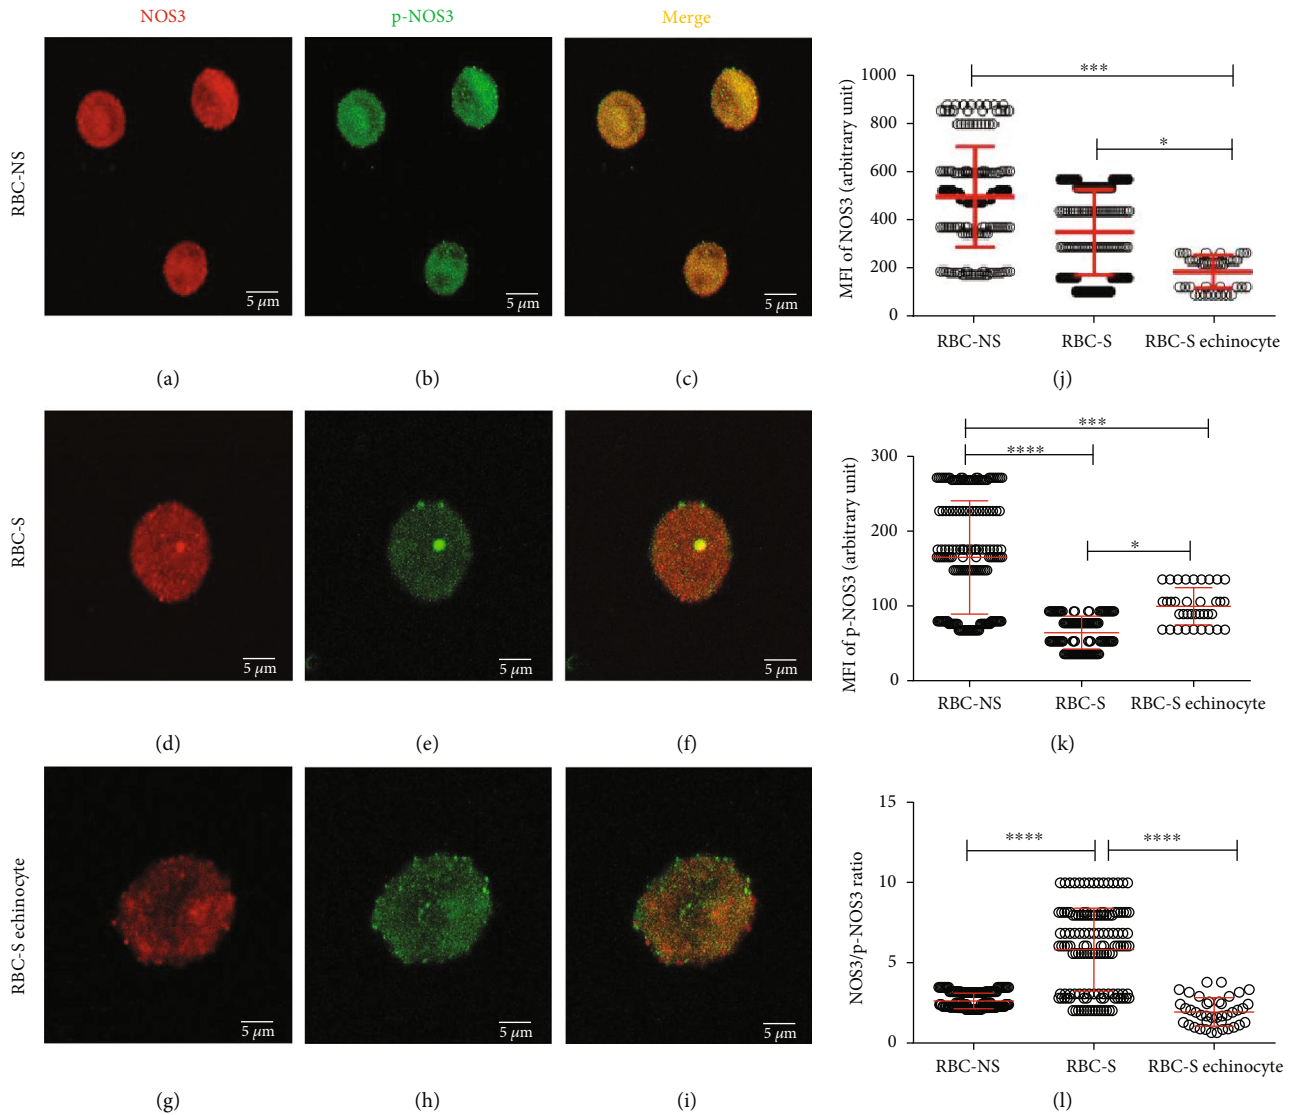 NOS3
p-NOS3
Merge
RBC-NS
5 μm
5 μm
5 μm
(a)
(b)
(c)
MFI of NOS3 (arbitrary unit)
1000
800
600
400
200
0
***
*
RBC-NS
RBC-S
RBC-S echinocyte
(j)
RBC-S
5 μm
5 μm
5 μm
(d)
(e)
(f)
MFI of p-NOS3 (arbitrary unit)
300
200
100
0
***
****
*
RBC-NS
RBC-S
RBC-S echinocyte
(k)
RBC-S echinocyte
5 μm
5 μm
5 μm
(g)
(h)
(i)
NOS3/p-NOS3 ratio
15
10
5
0
****
****
RBC-NS
RBC-S
RBC-S echinocyte
(l)